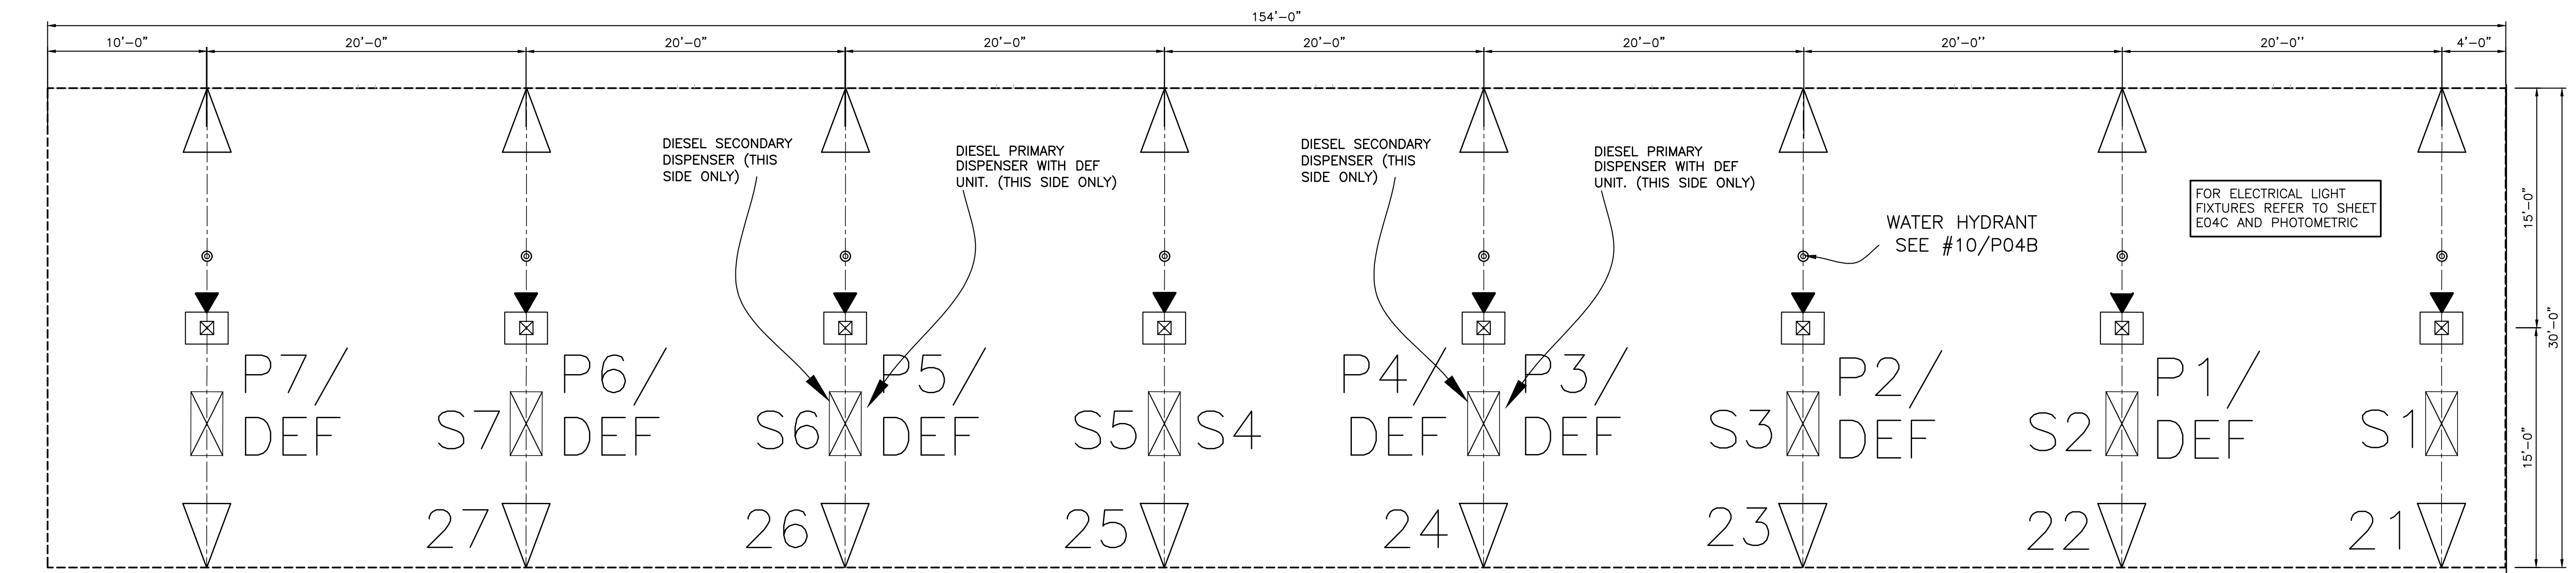 154'-0"
10'-0"
20'-0"
20'-0"
20'-0"
20'-0"
20'-0"
20'-0''
20'-0''
4'-0"
DIESEL SECONDARY
DISPENSER (THIS
SIDE ONLY)
DIESEL PRIMARY
DISPENSER WITH DEF
UNIT. (THIS SIDE ONLY)
DIESEL SECONDARY
DISPENSER (THIS
SIDE ONLY)
DIESEL PRIMARY
DISPENSER WITH DEF
UNIT. (THIS SIDE ONLY)
WATER HYDRANT
SEE #10/P04B
FOR ELECTRICAL LIGHT
FIXTURES REFER TO SHEET
E04C AND PHOTOMETRIC
15'-0"
30'-0"
15'-0"
P7/
DEF
S7
P6/
DEF
S6
P5/
DEF
S5
S4
P4/
DEF
P3/
DEF
S3
P2/
DEF
S2
P1/
DEF
S1
27
26
25
24
23
22
21